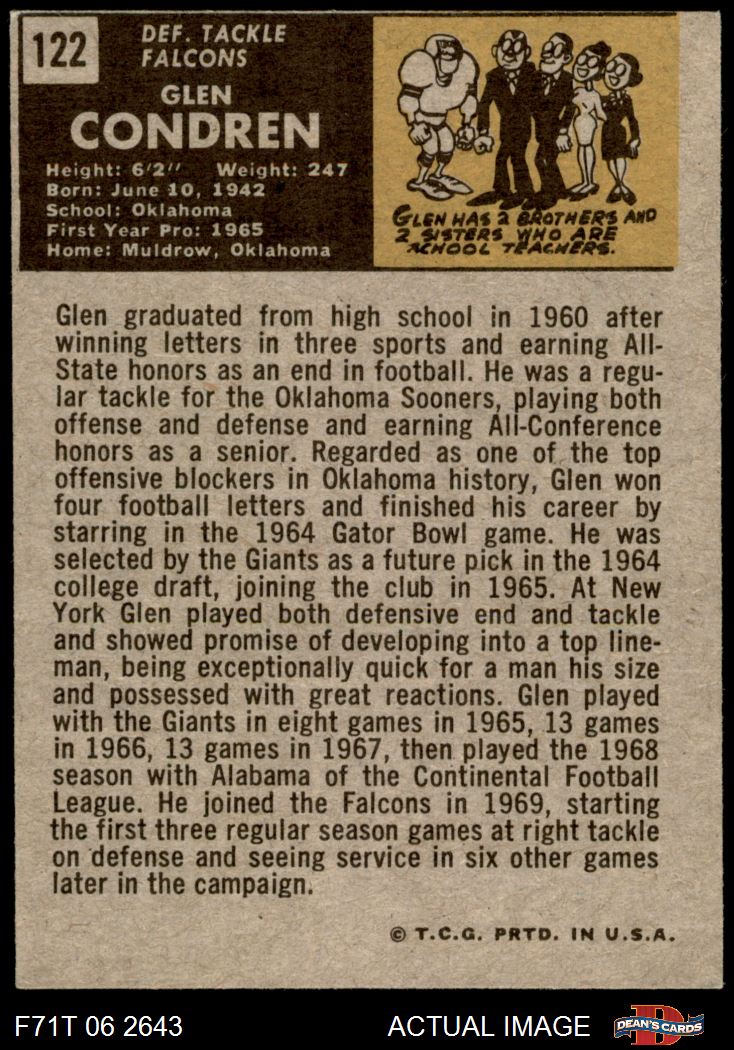 122
DEF. TACKLE
FALCONS
GLEN
CONDREN
Height: 6'2" Weight: 247
Born: June 10, 1942
School: Oklahoma
First Year Pro: 1965
Home: Muldrow, Oklahoma
GLEN HAS 2 BROTHERS AND
2 SISTERS WHO ARE
SCHOOL TEACHERS.
Glen graduated from high school in 1960 after
winning letters in three sports and earning All-
State honors as an end in football. He was a regu-
lar tackle for the Oklahoma Sooners, playing both
offense and defense and earning All-Conference
honors as a senior. Regarded as one of the top
offensive blockers in Oklahoma history, Glen won
four football letters and finished his career by
starring in the 1964 Gator Bowl game. He was
selected by the Giants as a future pick in the 1964
college draft, joining the club in 1965. At New
York Glen played both defensive end and tackle
and showed promise of developing into a top line-
man, being exceptionally quick for a man his size
and possessed with great reactions. Glen played
with the Giants in eight games in 1965, 13 games
in 1966, 13 games in 1967, then played the 1968
season with Alabama of the Continental Football
League. He joined the Falcons in 1969, starting
the first three regular season games at right tackle
on defense and seeing service in six other games
later in the campaign.
© T.C.G. PRTD. IN U.S.A.
F71T 06 2643
ACTUAL IMAGE
D
DEAN'S CARDS